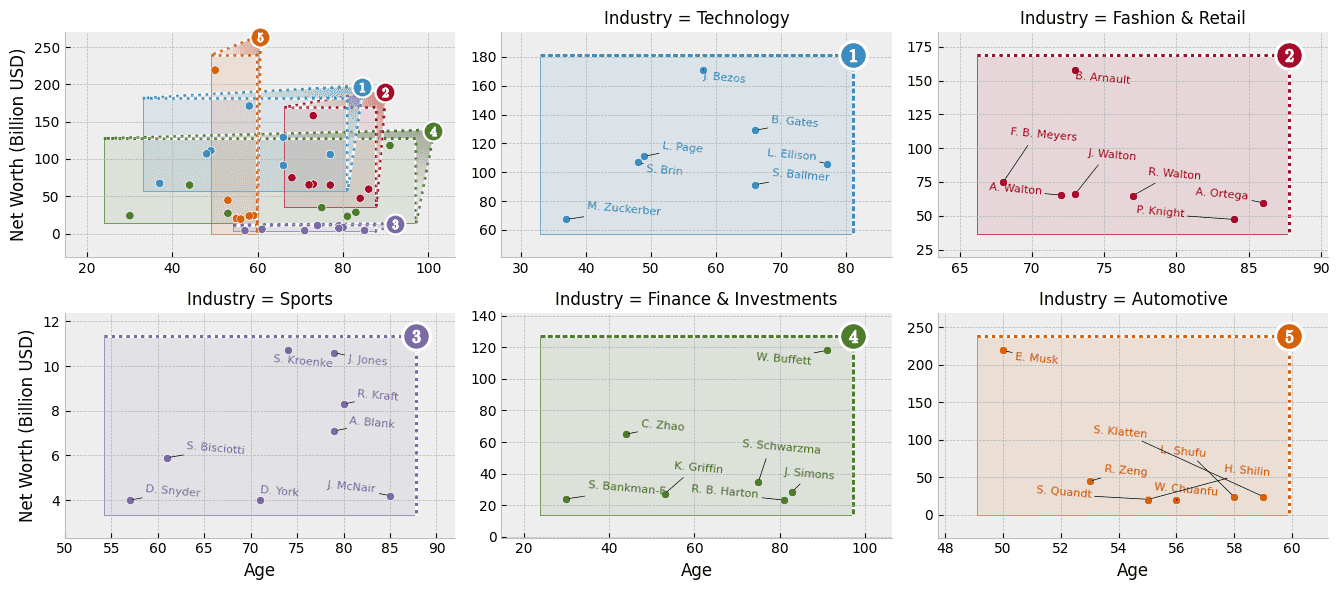 Industry = Technology
Industry = Fashion & Retail
Net Worth (Billion USD)
250
200
150
100
50
0
20
40
60
80
100
5
1
2
4
3
180
160
140
120
100
80
60
30
40
50
60
70
80
1
J. Bezos
B. Gates
L. Page
L. Ellison
S. Brin
S. Ballmer
M. Zuckerber
175
150
125
100
75
50
25
65
70
75
80
85
90
2
B. Arnault
F. B. Meyers
J. Walton
R. Walton
A. Walton
A. Ortega
P. Knight
Industry = Sports
Industry = Finance & Investments
Industry = Automotive
Net Worth (Billion USD)
12
10
8
6
4
50
55
60
65
70
75
80
85
90
Age
3
S. Kroenke
J. Jones
R. Kraft
A. Blank
S. Bisciotti
D. Snyder
D. York
J. McNair
140
120
100
80
60
40
20
0
20
40
60
80
100
Age
4
W. Buffett
C. Zhao
S. Schwarzma
K. Griffin
J. Simons
S. Bankman-F
R. B. Harton
250
200
150
100
50
0
48
50
52
54
56
58
60
Age
5
E. Musk
S. Klatten
L. Shufu
R. Zeng
H. Shilin
S. Quandt
W. Chuanfu